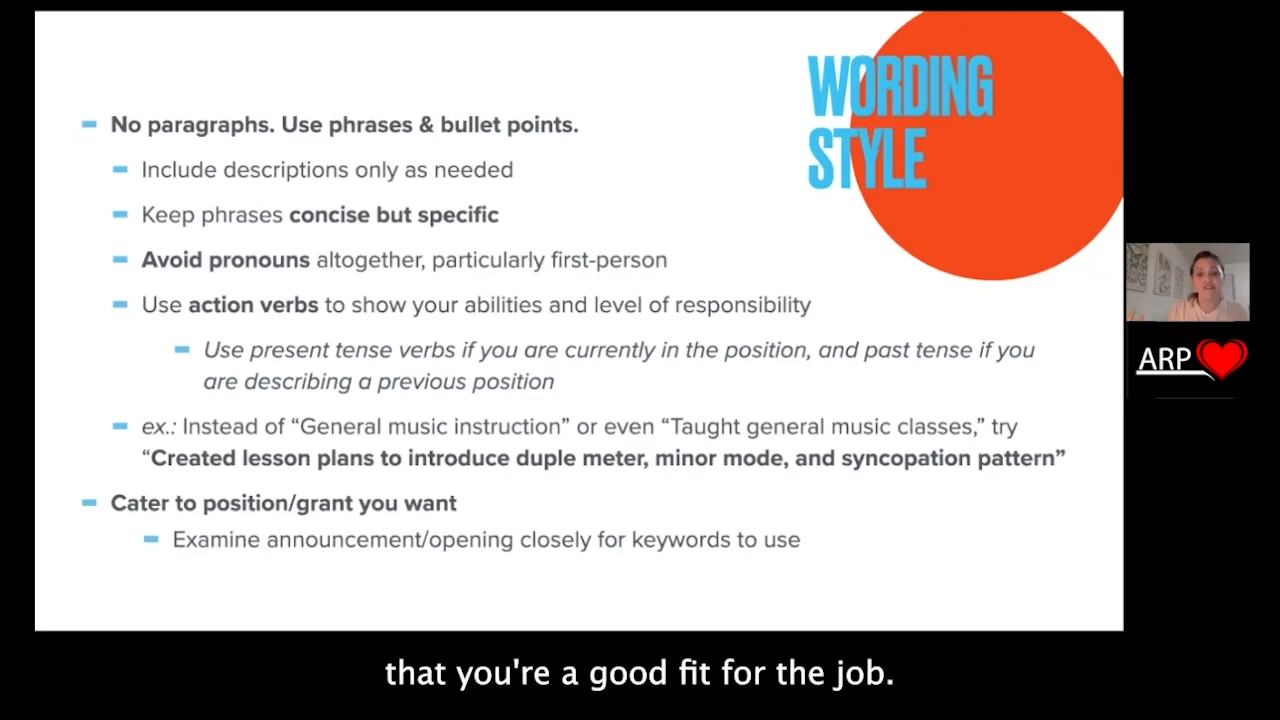 WORDING
STYLE
No paragraphs. Use phrases & bullet points.
Include descriptions only as needed
Keep phrases concise but specific
Avoid pronouns altogether, particularly first-person
Use action verbs to show your abilities and level of responsibility
Use present tense verbs if you are currently in the position, and past tense if you
are describing a previous position
ex.: Instead of “General music instruction” or even “Taught general music classes,” try
“Created lesson plans to introduce duple meter, minor mode, and syncopation pattern”
Cater to position/grant you want
Examine announcement/opening closely for keywords to use
ARP
that you're a good fit for the job.